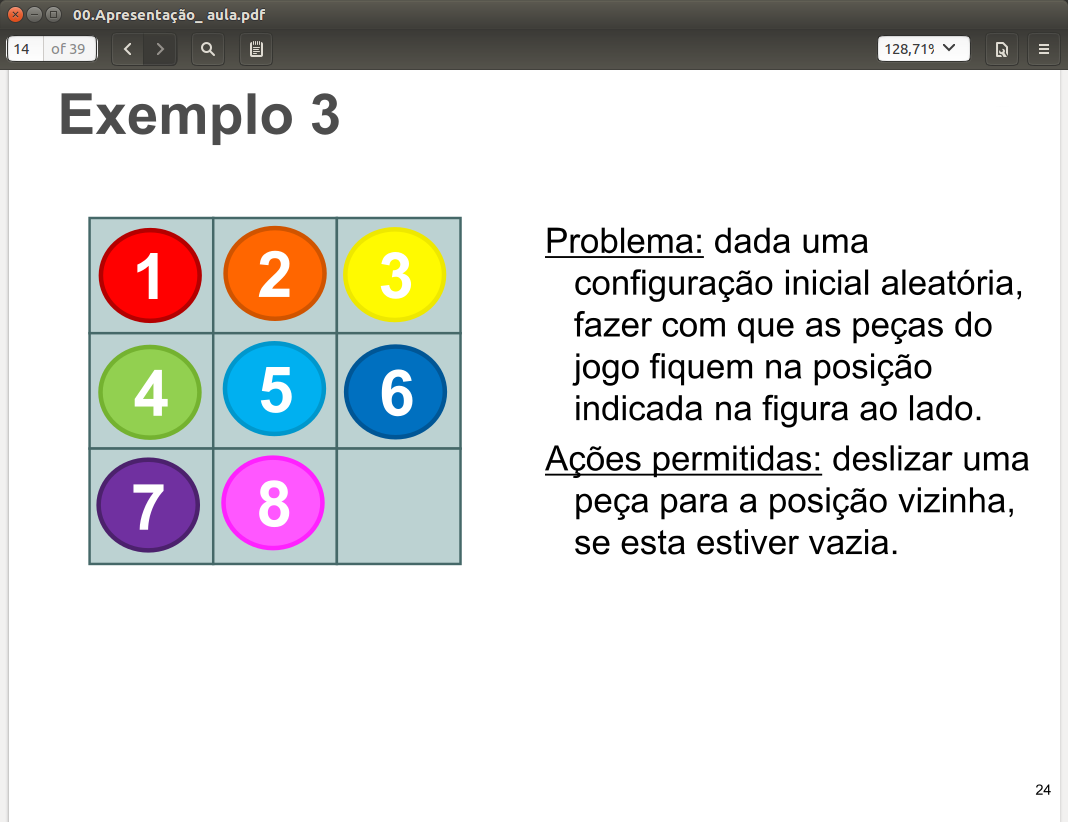 00.Apresentação_ aula.pdf
14 of 39
128,71%
Exemplo 3
1 2 3
4 5 6
7 8
Problema: dada uma
configuração inicial aleatória,
fazer com que as peças do
jogo fiquem na posição
indicada na figura ao lado.
Ações permitidas: deslizar uma
peça para a posição vizinha,
se esta estiver vazia.
24